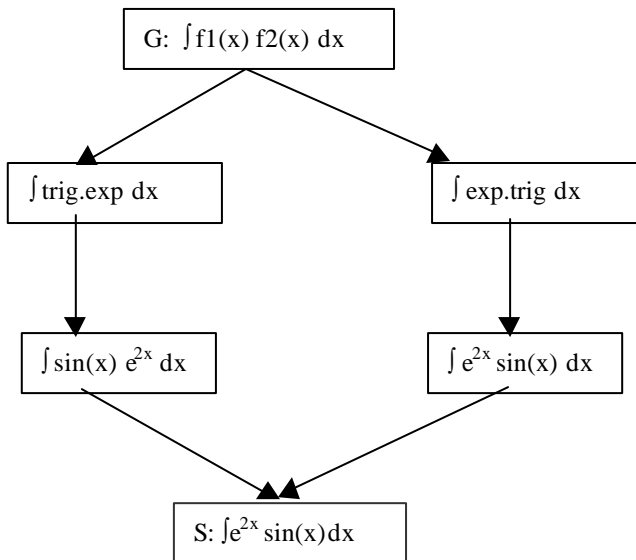 G: ∫f1(x) f2(x) dx
∫trig.exp dx
∫exp.trig dx
∫sin(x) e^2x dx
∫e^2x sin(x) dx
S: ∫e^2x sin(x)dx